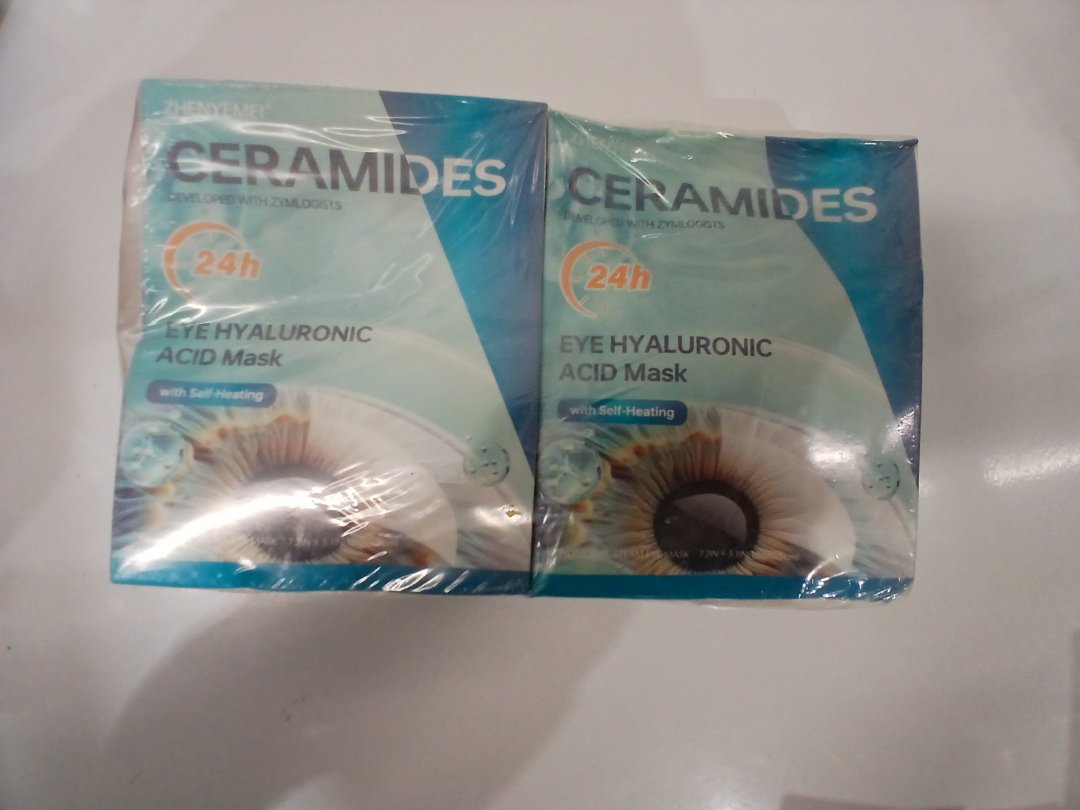 ZHENYEMEI
CERAMIDES
DEVELOPED WITH ZYMLOGISTS
24h
EYE HYALURONIC
ACID Mask
with Self-Heating
CERAMIDES
DEVELOPED WITH ZYMLOGISTS
24h
EYE HYALURONIC
ACID Mask
with Self-Heating